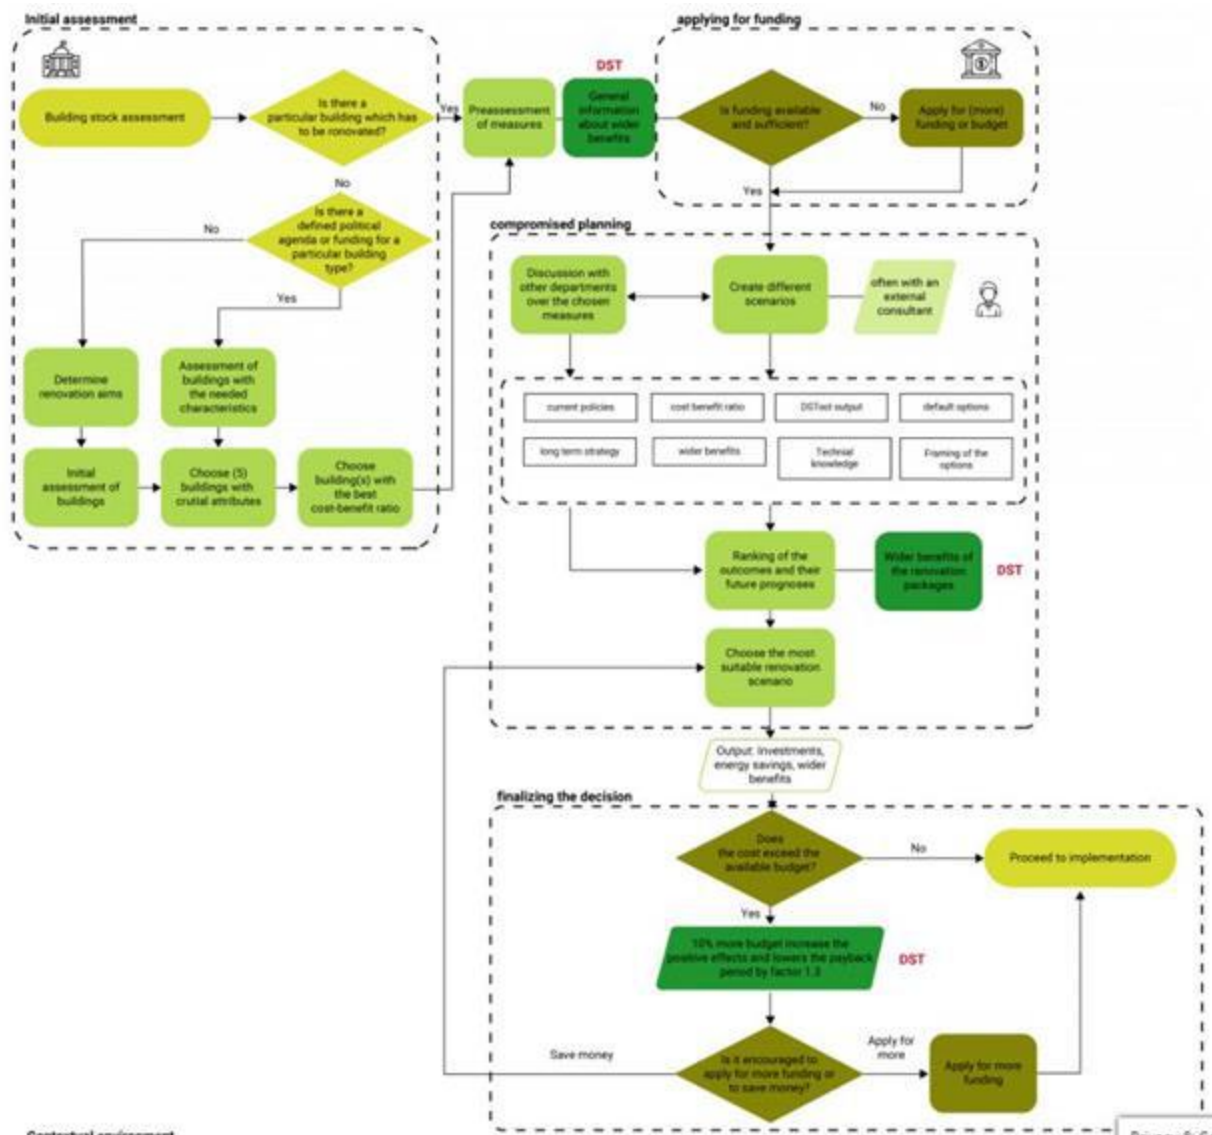 Initial assessment
Building stock assessment
Is there a
particular building which has
to be ronovated?
Yes
No
Is there a
defined political
agenda or funding for a
particular building
type?
No
Yes
Determine
renovation aims
Assessment of
buildings with
the needed
characteristics
Initial
assessment of
buildings
Choose (5)
buildings with
crutial attributes
Choose
building(s) with
the best
cost-benefit ratio
Preassessment
of measures
DST
General
information
about wider
benefits
applying for funding
Is funding available
and sufficient?
No
Apply for (more)
funding or budget
Yes
compromised planning
Discussion with
other departments
over the chosen
measures
Create different
scenarios
often with an
external
consultant
current policies
cost benefit ratio
DSTool output
default options
long term strategy
wider benefits
Technial
knowledge
Framing of the
options
Ranking of the
outcomes and their
future prognoses
Wider benefits of
the renovation
packages
DST
Choose the most
suitable renovation
scenario
Output: Investments,
energy savings, wider
benefits
finalizing the decision
Does
the cost exceed the
available budget?
No
Proceed to implementation
Yes
10% more budget increase the
positive effects and lowers the payback
period by factor 1.3
DST
Is it encouraged to
apply for more funding or
to save money?
Save money
Apply for
more
Apply for more
funding
Contextual environment